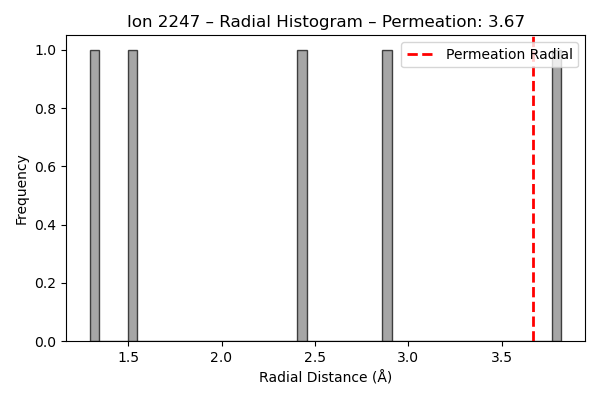 Ion 2247 – Radial Histogram – Permeation: 3.67
Permeation Radial
Frequency
1.0
0.8
0.6
0.4
0.2
0.0
1.5 2.0 2.5 3.0 3.5
Radial Distance (Å)